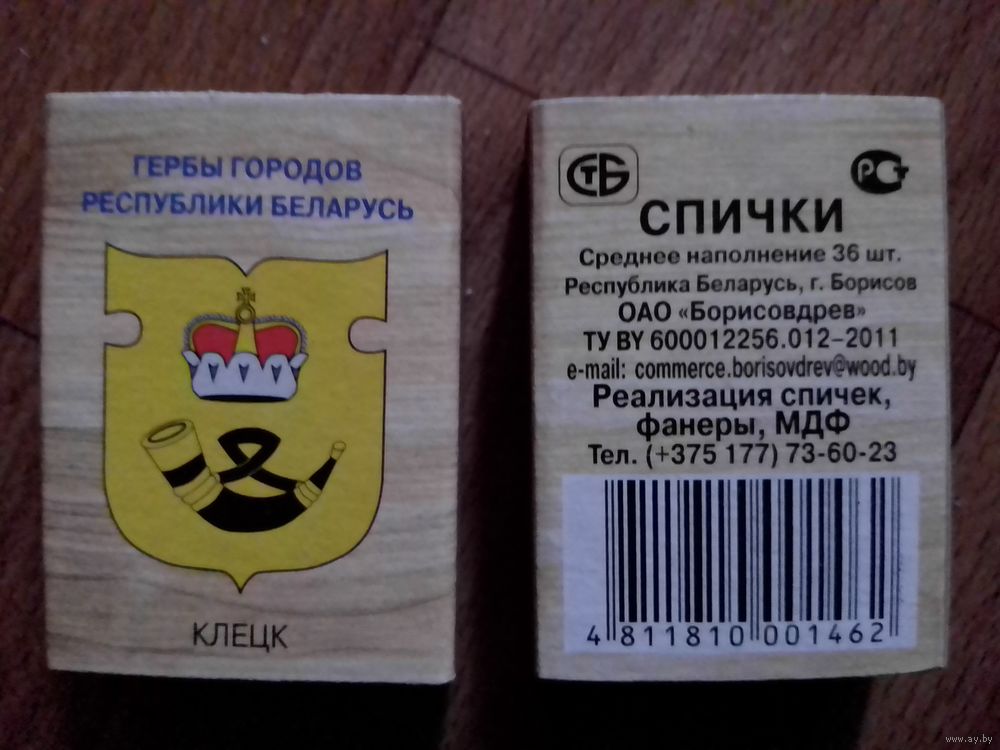 ГЕРБЫ ГОРОДОВ
РЕСПУБЛИКИ БЕЛАРУСЬ
КЛЕЦК
СТБ
РСТ
СПИЧКИ
Среднее наполнение 36 шт.
Республика Беларусь, г. Борисов
ОАО «Борисовдрев»
ТУ BY 600012256.012-2011
e-mail: commerce.borisovdrev@wood.by
Реализация спичек,
фанеры, МДФ
Тел. (+375 177) 73-60-23
4 811810 001462
www.ay.by